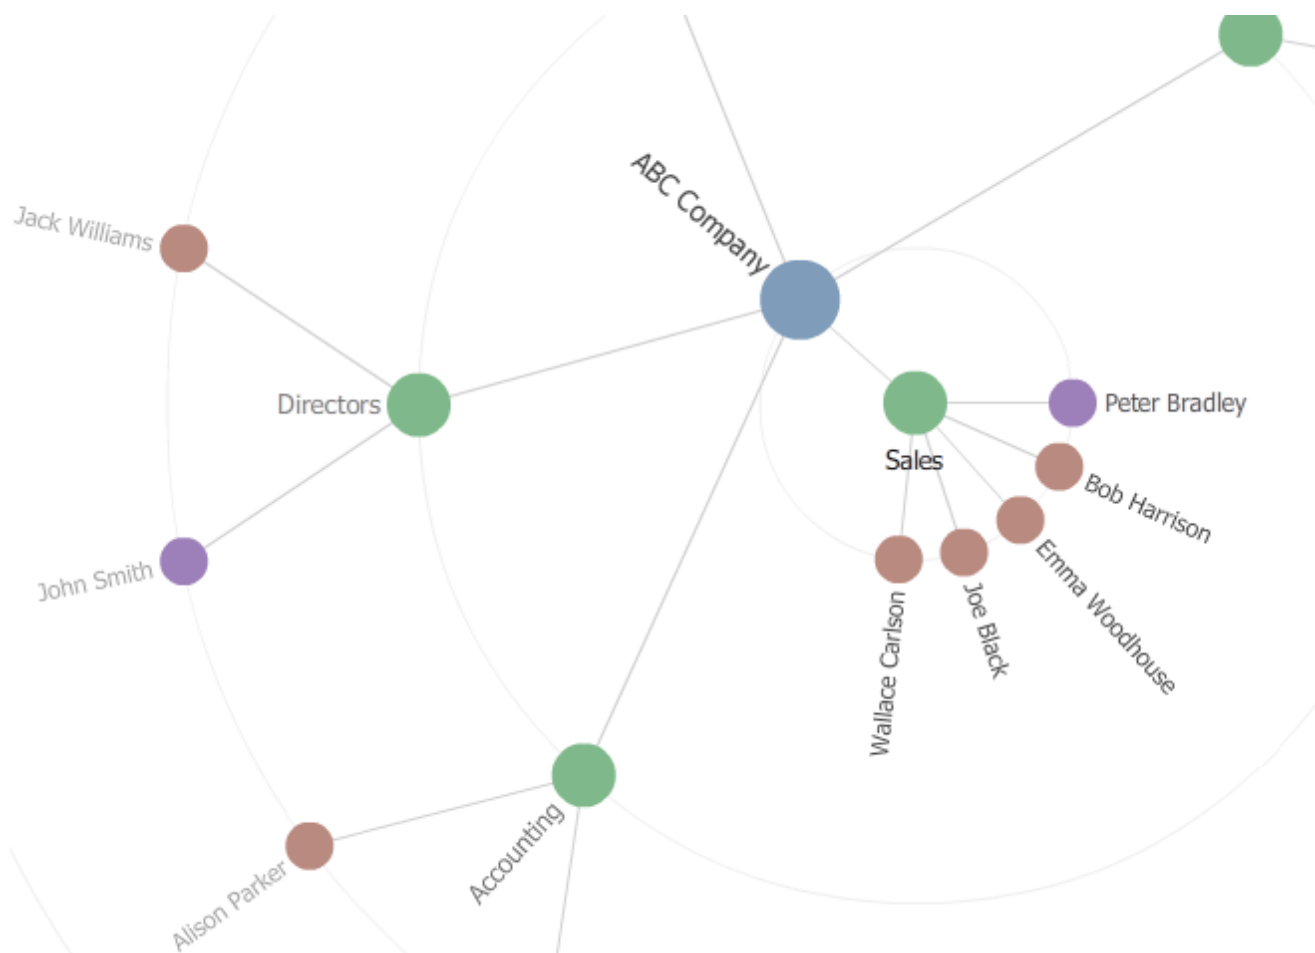 ABC Company
Jack Williams
Directors
Peter Bradley
Sales
Bob Harrison
Emma Woodhouse
John Smith
Joe Black
Wallace Carlson
Accounting
Alison Parker